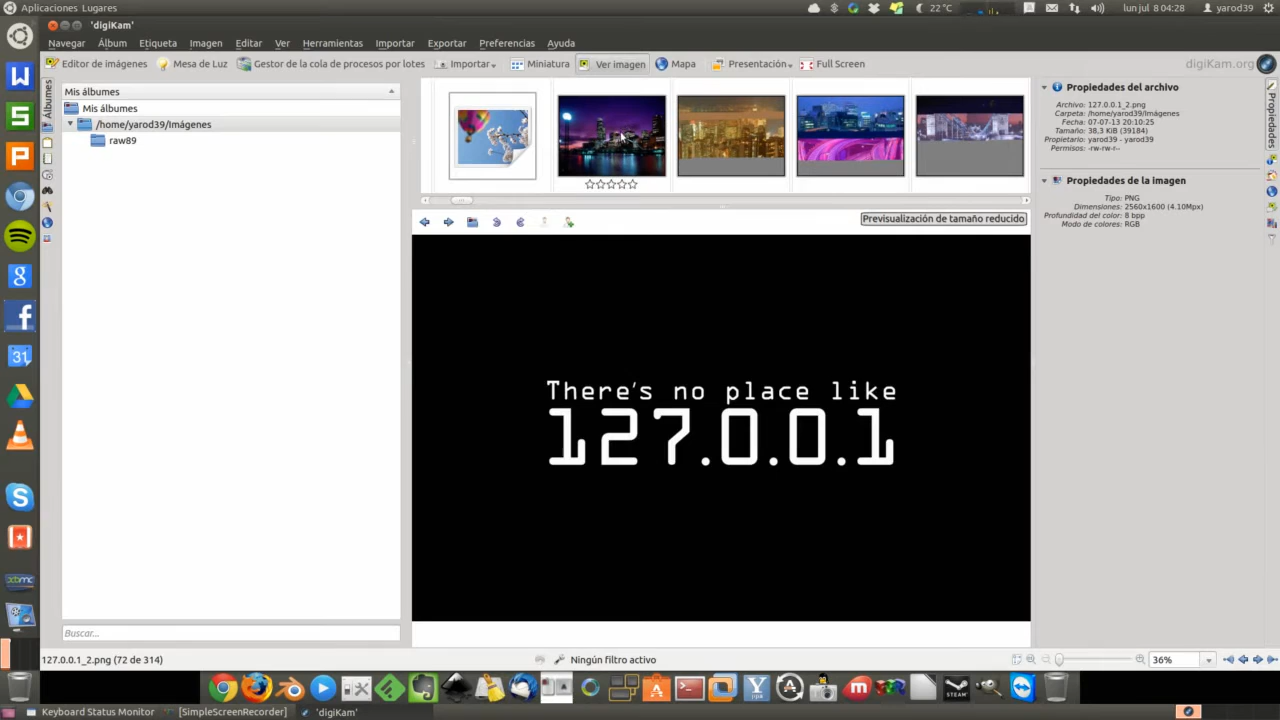 Aplicaciones Lugares
22 °C
lun jul 8 04:28
yarod39
'digiKam'
Navegar Álbum Etiqueta Imagen Editar Ver Herramientas Importar Exportar Preferencias Ayuda
Editor de imágenes Mesa de Luz Gestor de la cola de procesos por lotes Importar Miniatura Ver imagen Mapa Presentación Full Screen digiKam.org
Álbumes
Mis álbumes
Mis álbumes
/home/yarod39/Imágenes
raw89
Buscar...
Previsualización de tamaño reducido
There's no place like
127.0.0.1
Propiedades del archivo
Archivo: 127.0.0.1_2.png
Carpeta: /home/yarod39/Imágenes
Fecha: 07-07-13 20:10:25
Tamaño: 38,3 KiB (39184)
Propietario: yarod39 - yarod39
Permisos: -rw-rw-r--
Propiedades de la imagen
Tipo: PNG
Dimensiones: 2560x1600 (4.10Mpx)
Profundidad del color: 8 bpp
Modo de colores: RGB
Propiedades
127.0.0.1_2.png (72 de 314)
Ningún filtro activo
36%
Keyboard Status Monitor
[SimpleScreenRecorder]
'digiKam'
W
S
P
g
f
31
S
xbmc
Y
PPA
m
STEAM